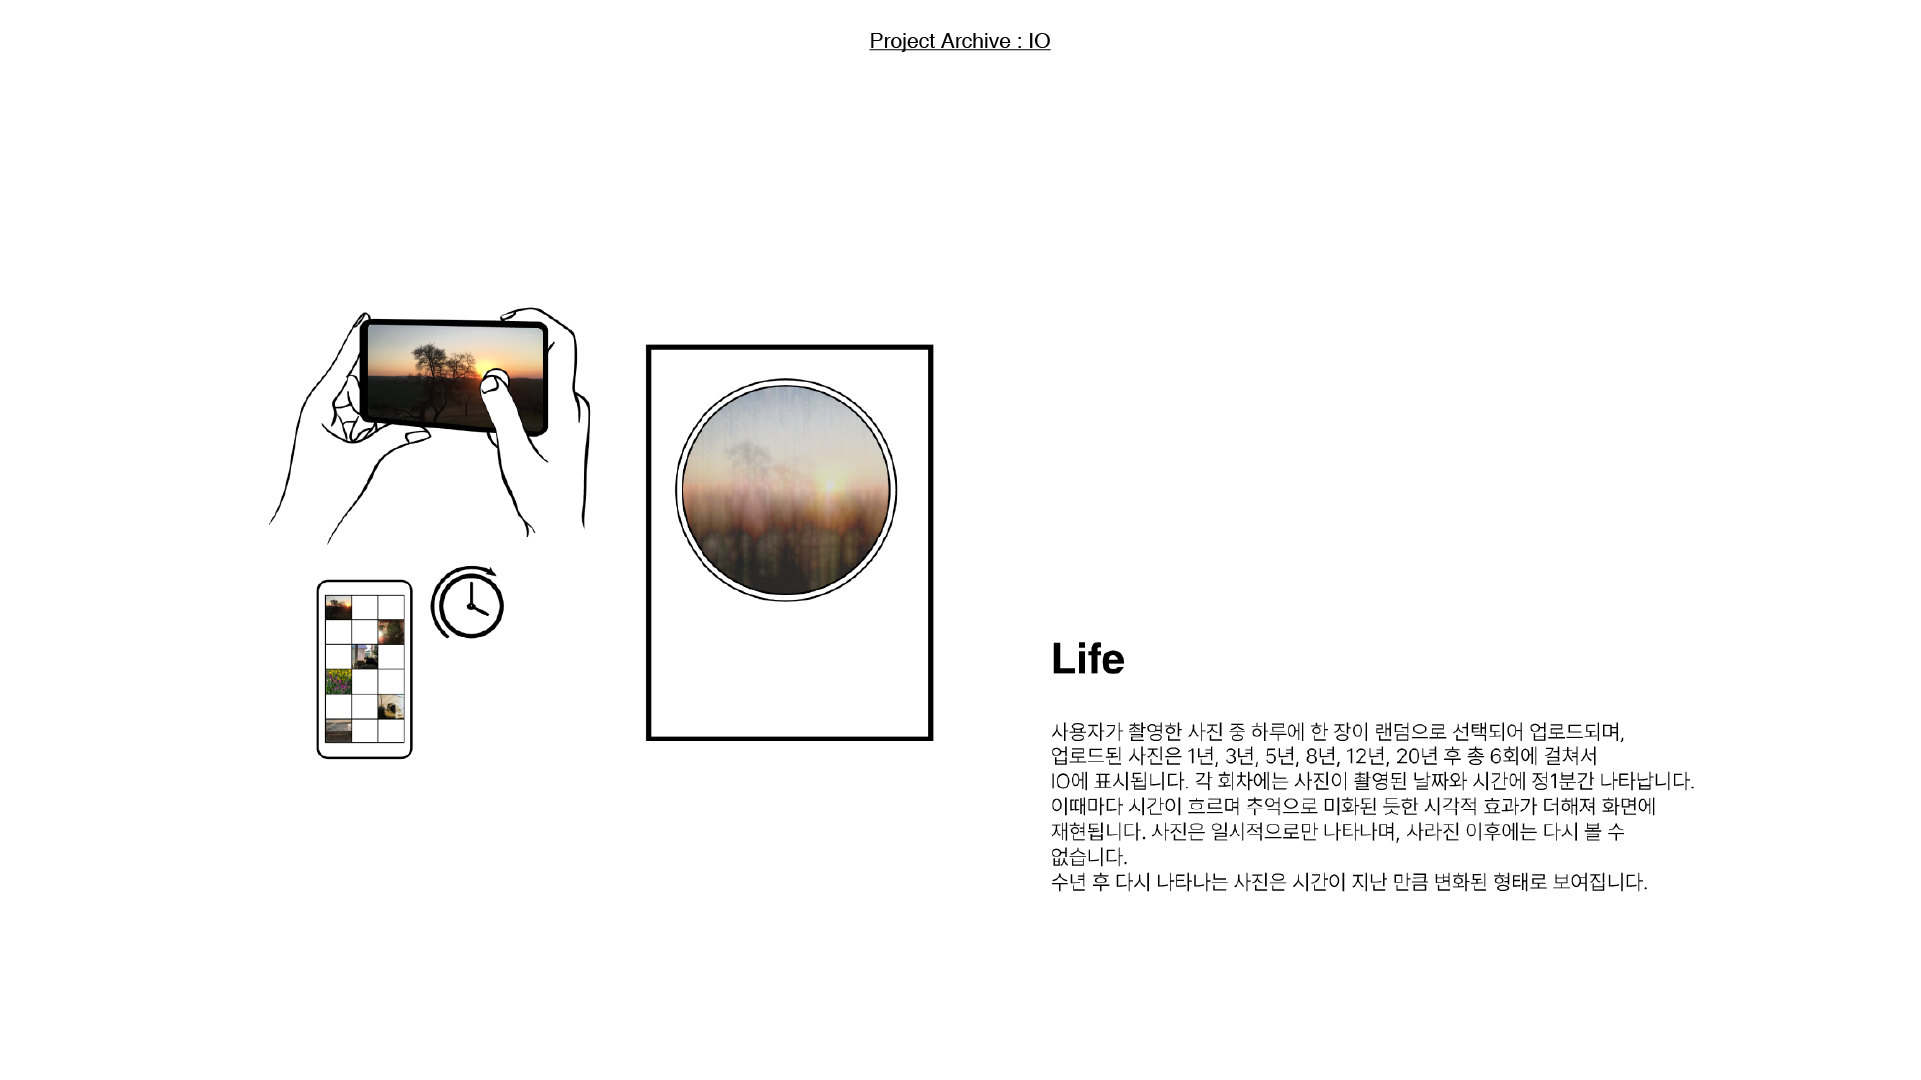 Project Archive : IO
Life
사용자가 촬영한 사진 중 하루에 한 장이 랜덤으로 선택되어 업로드되며,
업로드된 사진은 1년, 3년, 5년, 8년, 12년, 20년 후 총 6회에 걸쳐서
IO에 표시됩니다. 각 회차에는 사진이 촬영된 날짜와 시간에 정1분간 나타납니다.
이때마다 시간이 흐르며 추억으로 미화된 듯한 시각적 효과가 더해져 화면에
재현됩니다. 사진은 일시적으로만 나타나며, 사라진 이후에는 다시 볼 수
없습니다.
수년 후 다시 나타나는 사진은 시간이 지난 만큼 변화된 형태로 보여집니다.